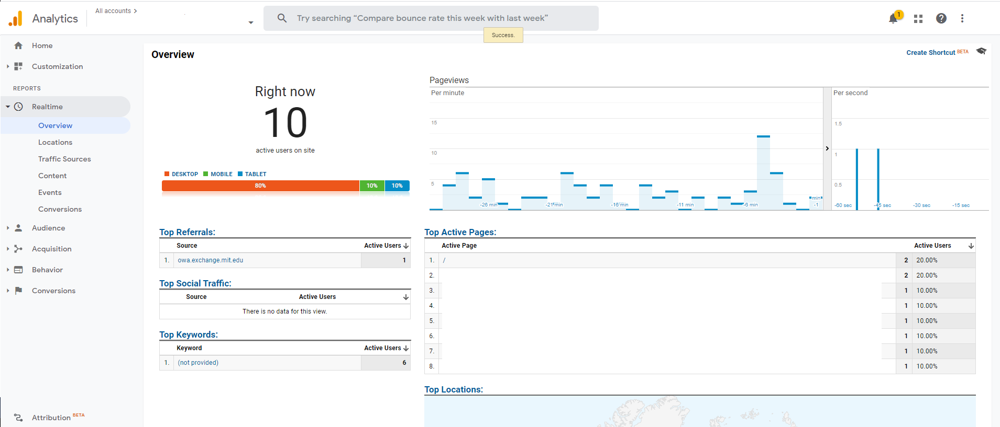 Analytics
All accounts >
Try searching “Compare bounce rate this week with last week”
1
Success.
Home
Customization
REPORTS
Realtime
Overview
Locations
Traffic Sources
Content
Events
Conversions
Audience
Acquisition
Behavior
Conversions
Attribution BETA
Overview
Create Shortcut BETA
Right now
10
active users on site
DESKTOP MOBILE TABLET
80% 10% 10%
Pageviews
Per minute
15
10
5
-26 min -21 min -16 min -11 min -6 min min -1
Per second
1.5
1
0.5
-60 sec -45 sec -30 sec -15 sec
Top Referrals:
Source Active Users
1. owa.exchange.mit.edu 1
Top Social Traffic:
Source Active Users
There is no data for this view.
Top Keywords:
Keyword Active Users
1. (not provided) 6
Top Active Pages:
Active Page Active Users
1. / 2 20.00%
2. 2 20.00%
3. 1 10.00%
4. 1 10.00%
5. 1 10.00%
6. 1 10.00%
7. 1 10.00%
8. 1 10.00%
Top Locations: